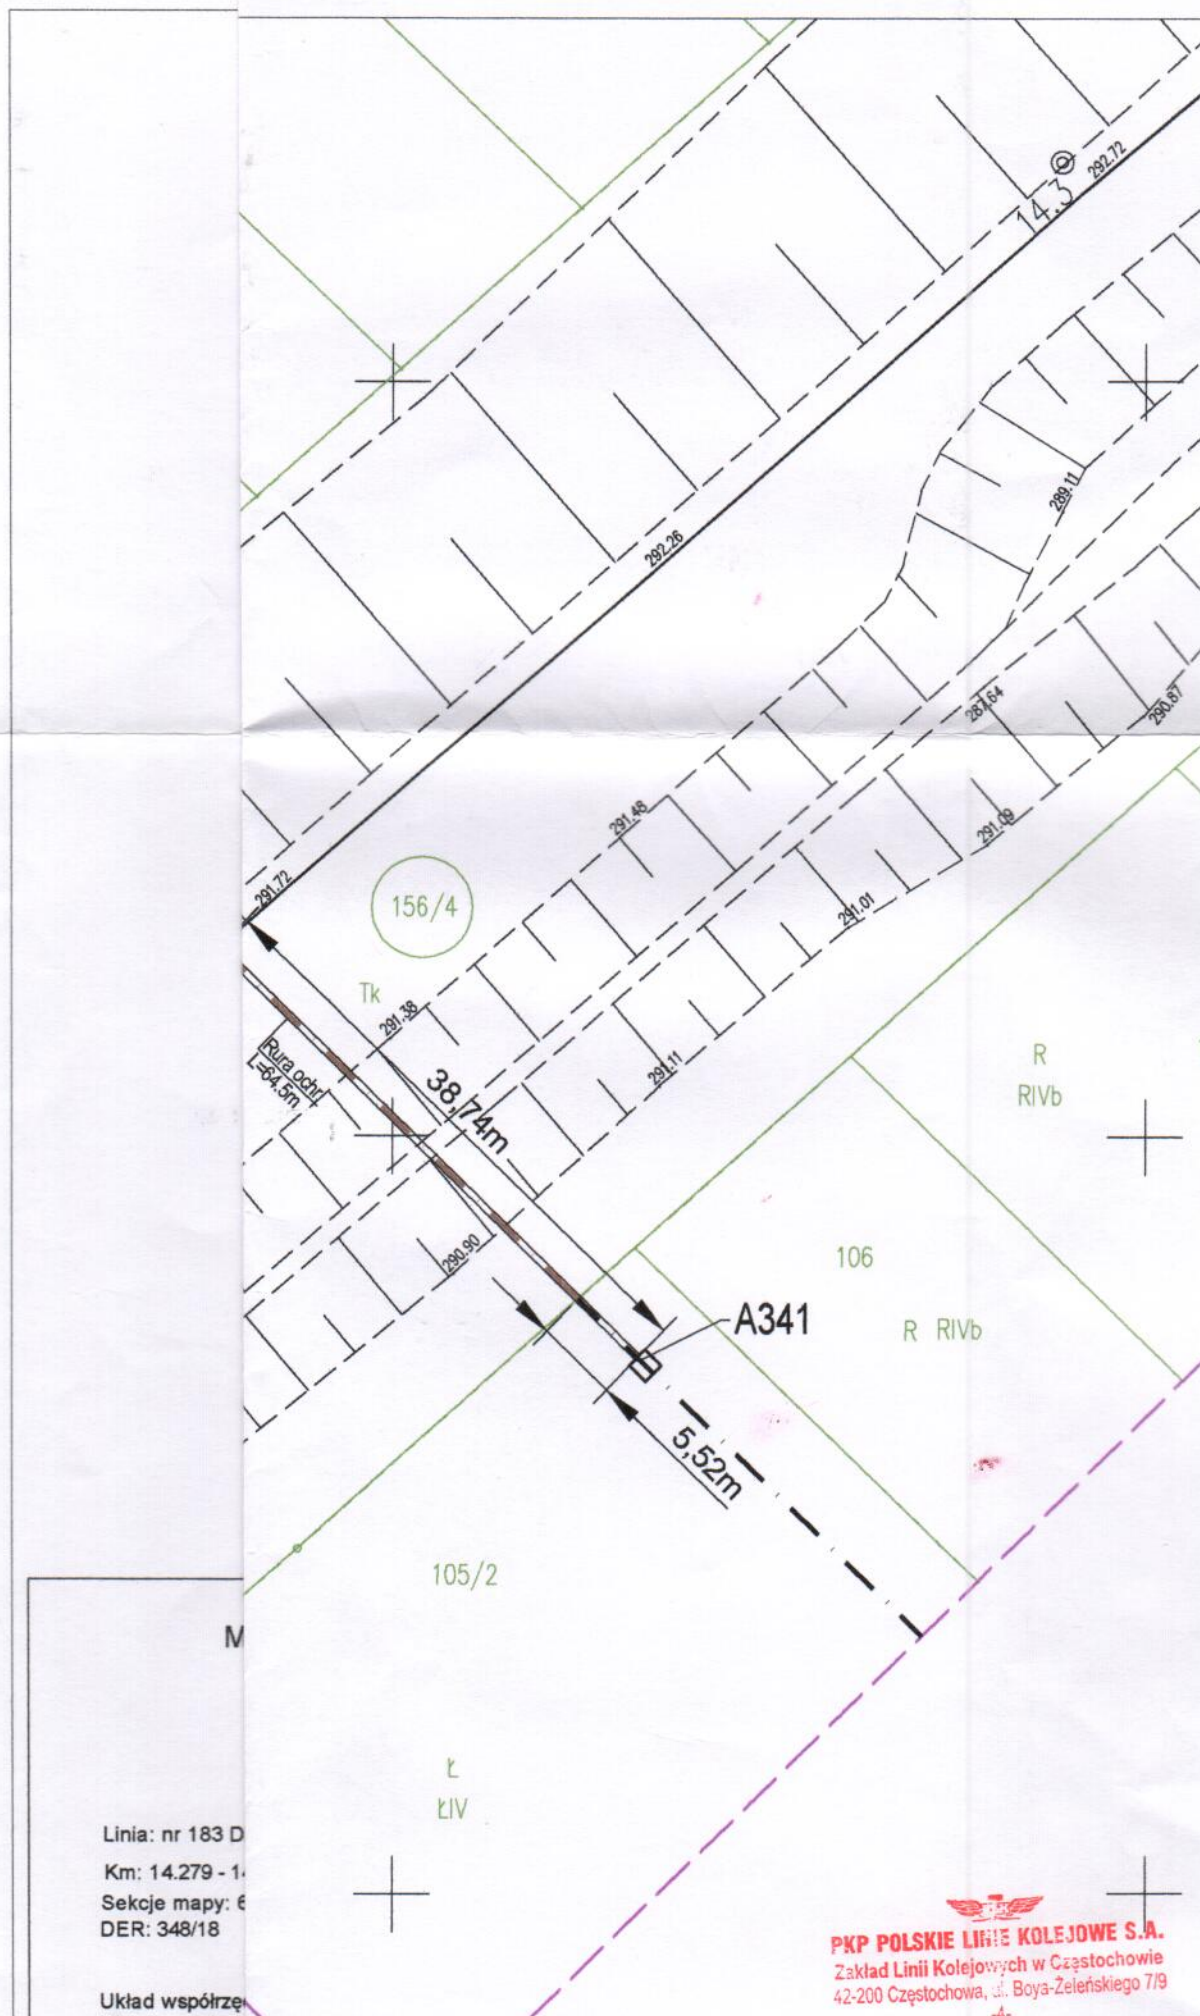 292.72
14.3
292.26
289.11
287.64
290.87
291.48
291.09
291.72
156/4
291.01
Tk
291.38
Rura ochr
L=64.5m
38,74m
291.11
R
RIVb
290.90
106
A341
R RIVb
5,52m
105/2
M
Ł
ŁIV
Linia: nr 183 D
Km: 14.279 - 1
Sekcje mapy: 6
DER: 348/18
Układ współrzę
PKP POLSKIE LINIE KOLEJOWE S.A.
Zakład Linii Kolejowych w Częstochowie
42-200 Częstochowa, ul. Boya-Żeleńskiego 7/9
-4-